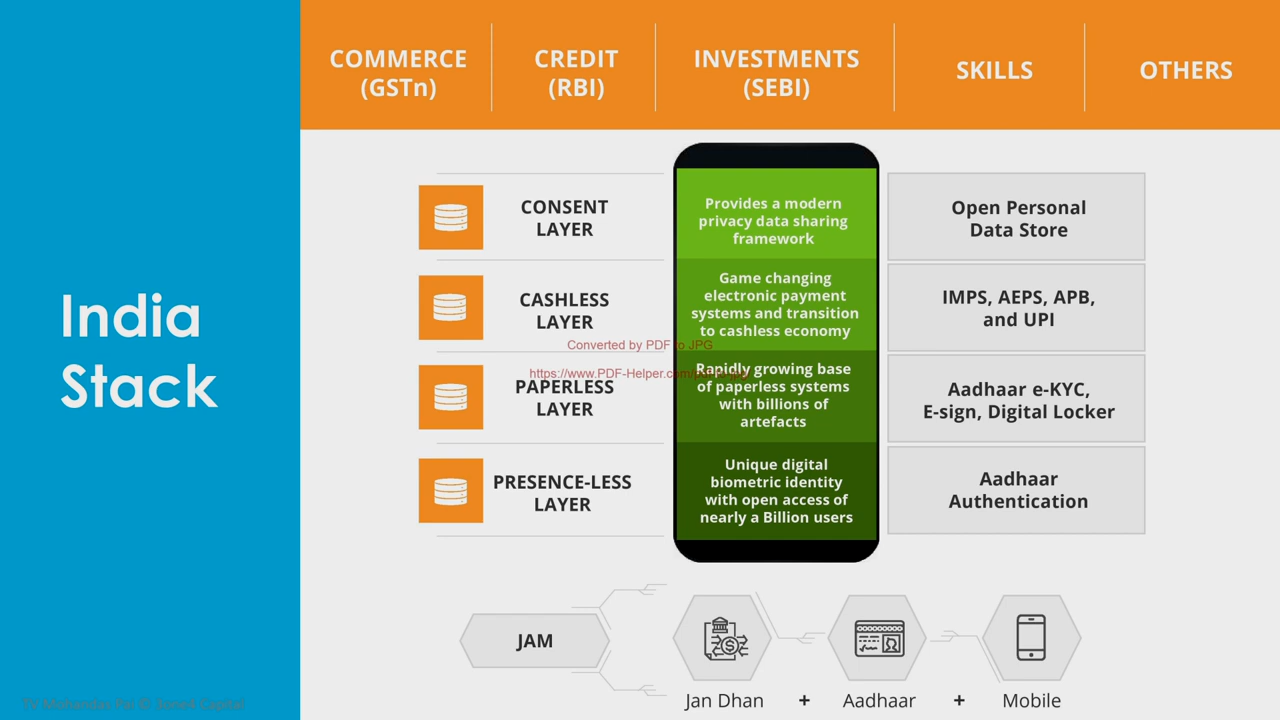 COMMERCE
(GSTn)
CREDIT
(RBI)
INVESTMENTS
(SEBI)
SKILLS
OTHERS
India
Stack
CONSENT
LAYER
Provides a modern
privacy data sharing
framework
Open Personal
Data Store
CASHLESS
LAYER
Game changing
electronic payment
systems and transition
to cashless economy
IMPS, AEPS, APB,
and UPI
Converted by PDF to JPG
https://www.PDF-Helper.com/
PAPERLESS
LAYER
Rapidly growing base
of paperless systems
with billions of
artefacts
Aadhaar e-KYC,
E-sign, Digital Locker
PRESENCE-LESS
LAYER
Unique digital
biometric identity
with open access of
nearly a Billion users
Aadhaar
Authentication
JAM
Jan Dhan + Aadhaar + Mobile
TV Mohandas Pai ©